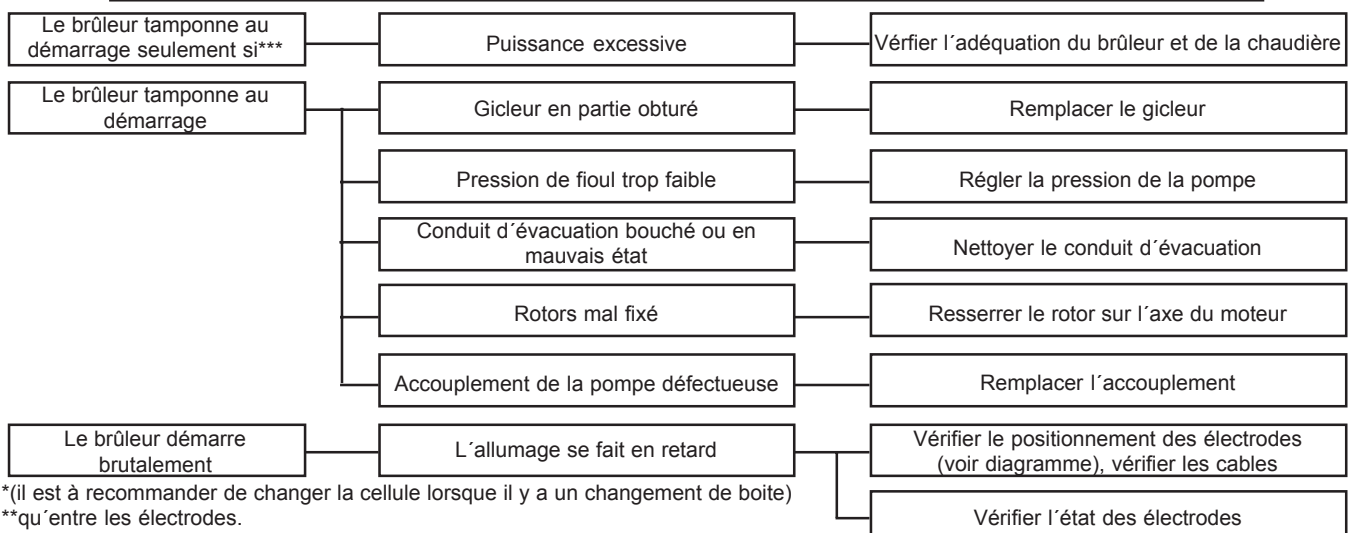 Le brûleur tamponne au
démarrage seulement si***
Puissance excessive
Vérfier l´adéquation du brûleur et de la chaudière
Le brûleur tamponne au
démarrage
Gicleur en partie obturé
Remplacer le gicleur
Pression de fioul trop faible
Régler la pression de la pompe
Conduit d´évacuation bouché ou en
mauvais état
Nettoyer le conduit d´évacuation
Rotors mal fixé
Resserrer le rotor sur l´axe du moteur
Accouplement de la pompe défectueuse
Remplacer l´accouplement
Le brûleur démarre
brutalement
L´allumage se fait en retard
Vérifier le positionnement des électrodes
(voir diagramme), vérifier les cables
Vérifier l´état des électrodes
*(il est à recommander de changer la cellule lorsque il y a un changement de boite)
**qu´entre les électrodes.